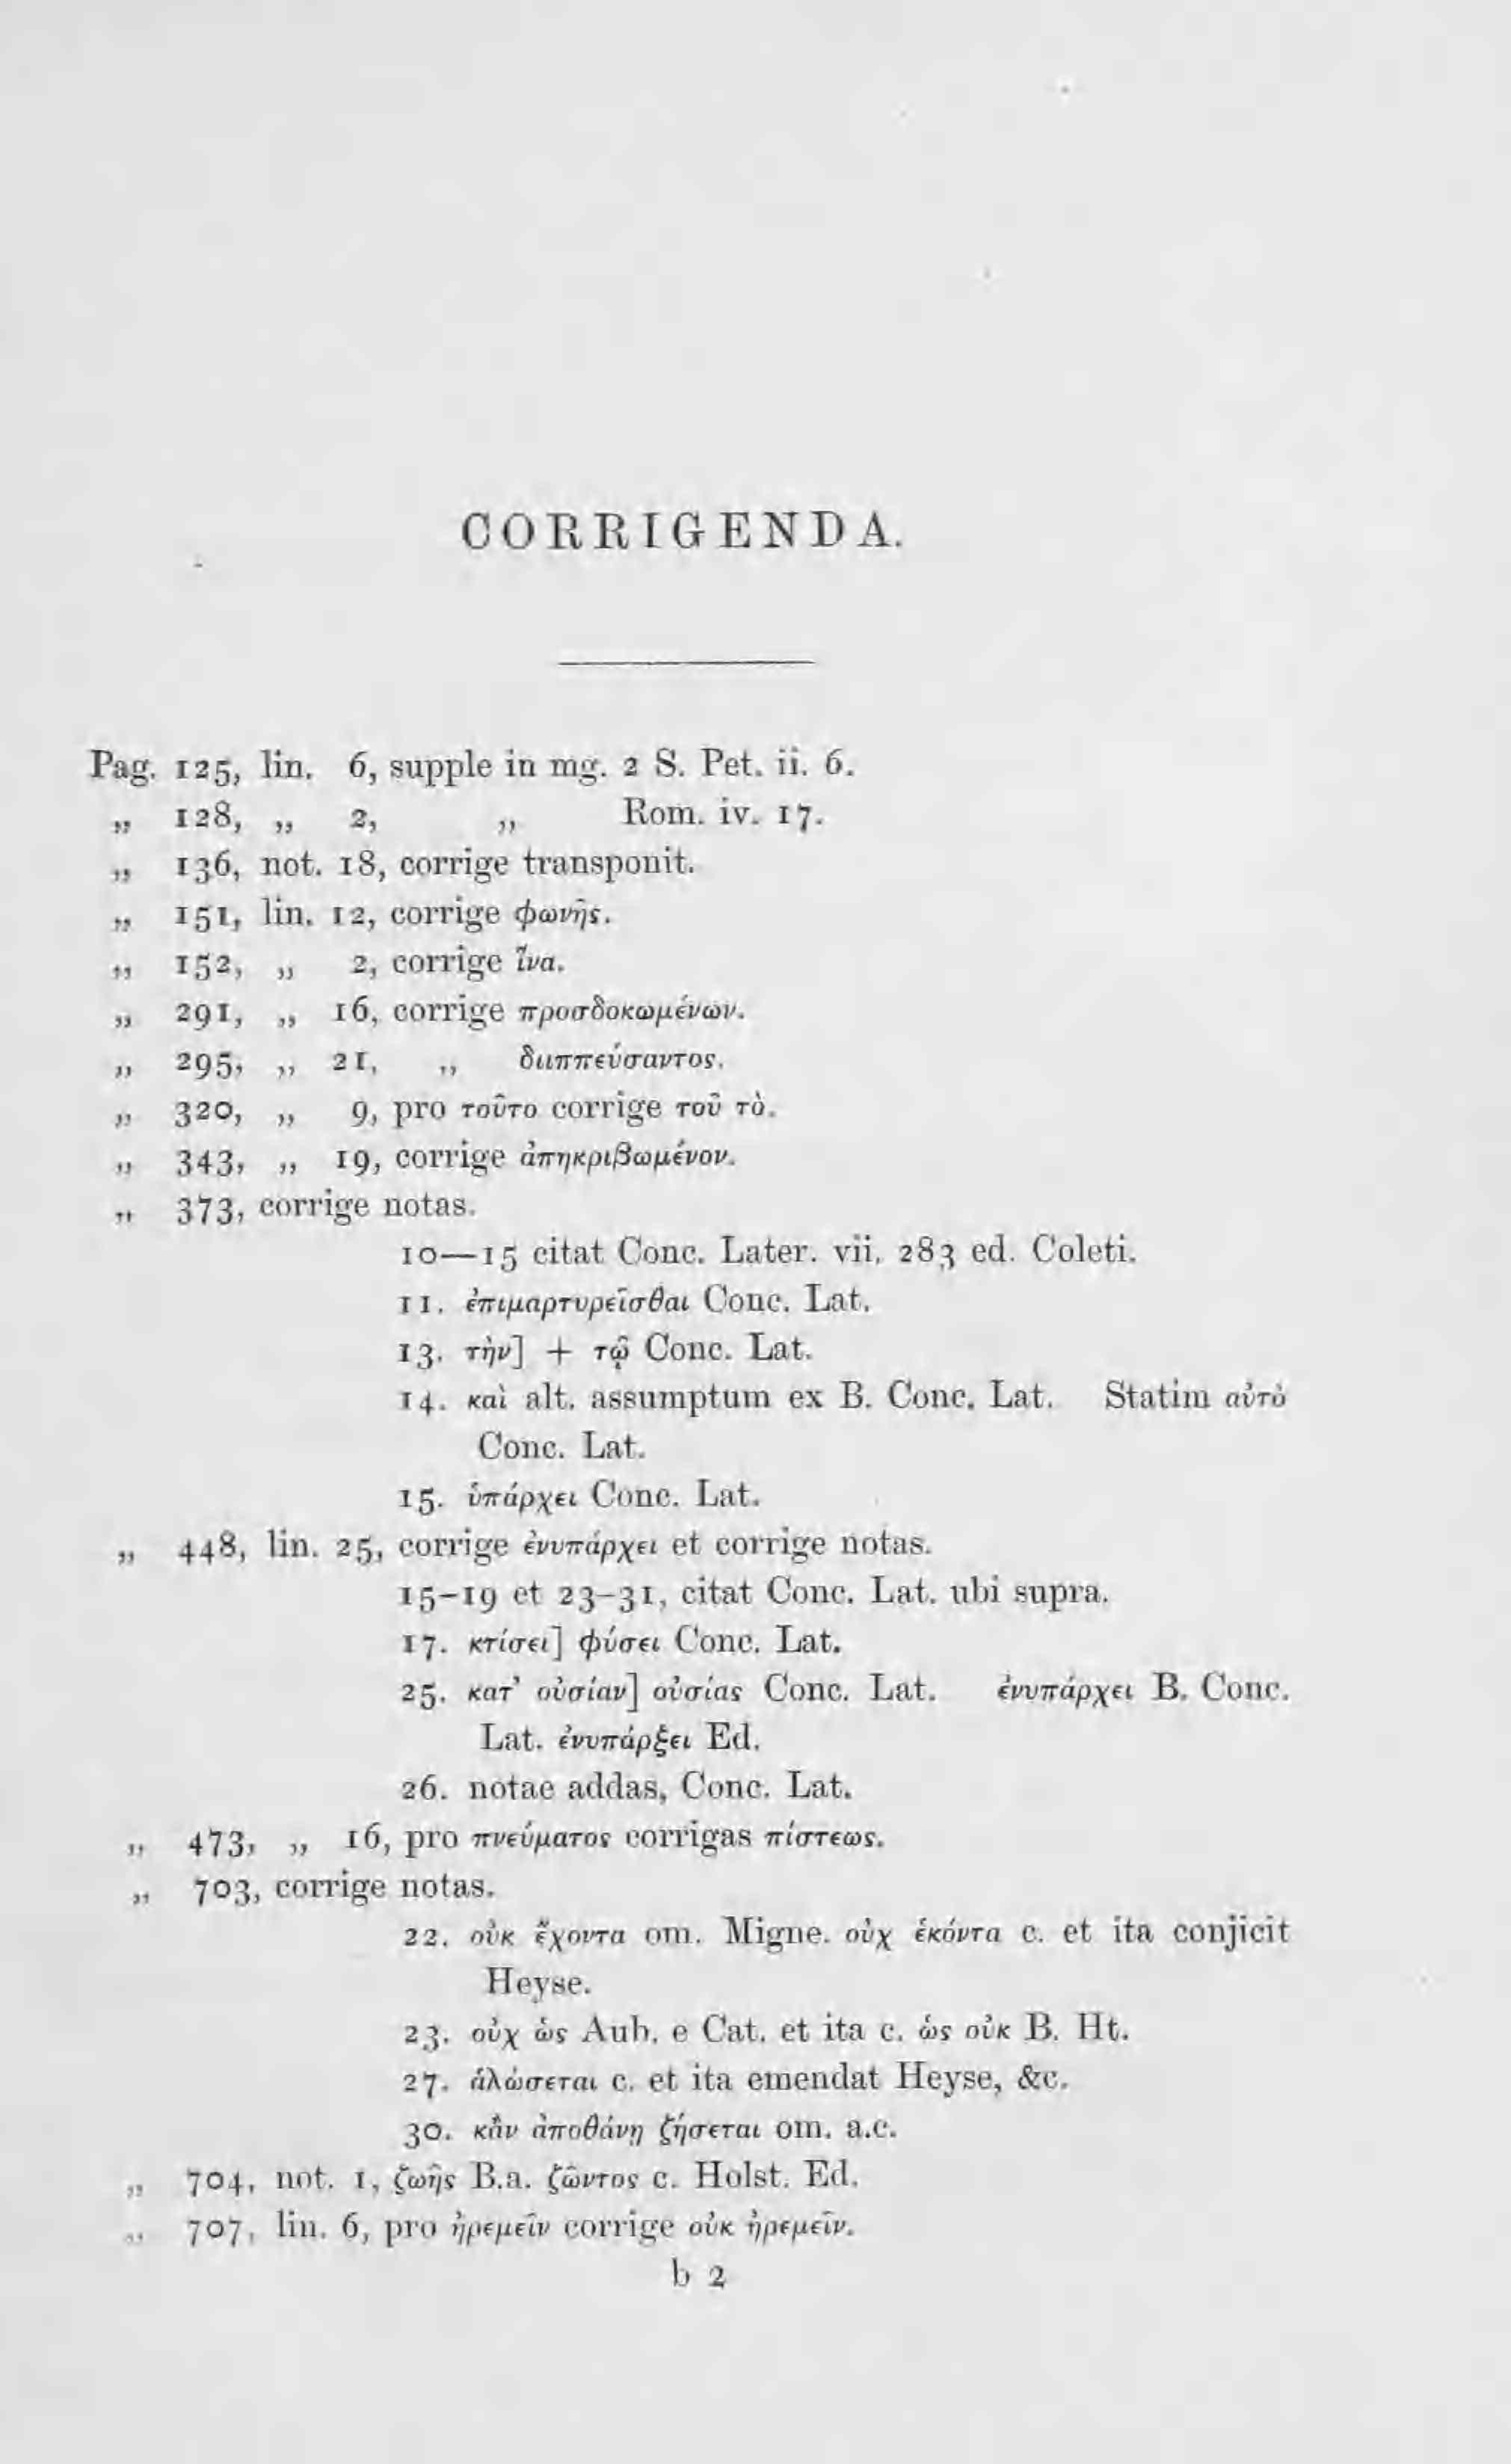 CORRIGENDA.
Pag. 125, lin. 6, supple in mg. 2 S. Pet. ii. 6.
„ 128, „ 2, „ Rom. iv. 17.
„ 136, not. 18, corrige transponit.
„ 151, lin. 12, corrige φωνῆς.
„ 152, „ 2, corrige ἵνα.
„ 291, „ 16, corrige προσδοκωμένων.
„ 295, „ 21, „ διιππεύσαντος.
„ 320, „ 9, pro τοῦτο corrige τοῦ τὸ.
„ 343, „ 19, corrige ἀπηκριβωμένον.
„ 373, corrige notas.
10—15 citat Conc. Later. vii. 283 ed. Coleti.
11. ἐπιμαρτυρεῖσθαι Conc. Lat.
13. τὴν] + τῷ Conc. Lat.
14. καὶ alt. assumptum ex B. Conc. Lat. Statim αὐτὸ
Conc. Lat.
15. ὑπάρχει Conc. Lat.
„ 448, lin. 25, corrige ἐνυπάρχει et corrige notas.
15–19 et 23–31, citat Conc. Lat. ubi supra.
17. κτίσει] φύσει Conc. Lat.
25. κατ’ οὐσίαν] οὐσίας Conc. Lat. ἐνυπάρχει B. Conc.
Lat. ἐνυπάρξει Ed.
26. notae addas, Conc. Lat.
„ 473, „ 16, pro πνεύματος corrigas πίστεως.
„ 703, corrige notas.
22. οὐκ ἔχοντα om. Migne. οὐχ ἑκόντα c. et ita conjicit
Heyse.
23. οὐχ ὡς Aub. e Cat. et ita c. ὡς οὐκ B. Ht.
27. ἁλώσεται c. et ita emendat Heyse, &c.
30. κἂν ἀποθάνῃ ζήσεται om. a.c.
„ 704, not. 1, ζωῆς B.a. ζῶντος c. Holst. Ed.
„ 707, lin. 6, pro ἠρεμεῖν corrige οὐκ ἠρεμεῖν.
b 2